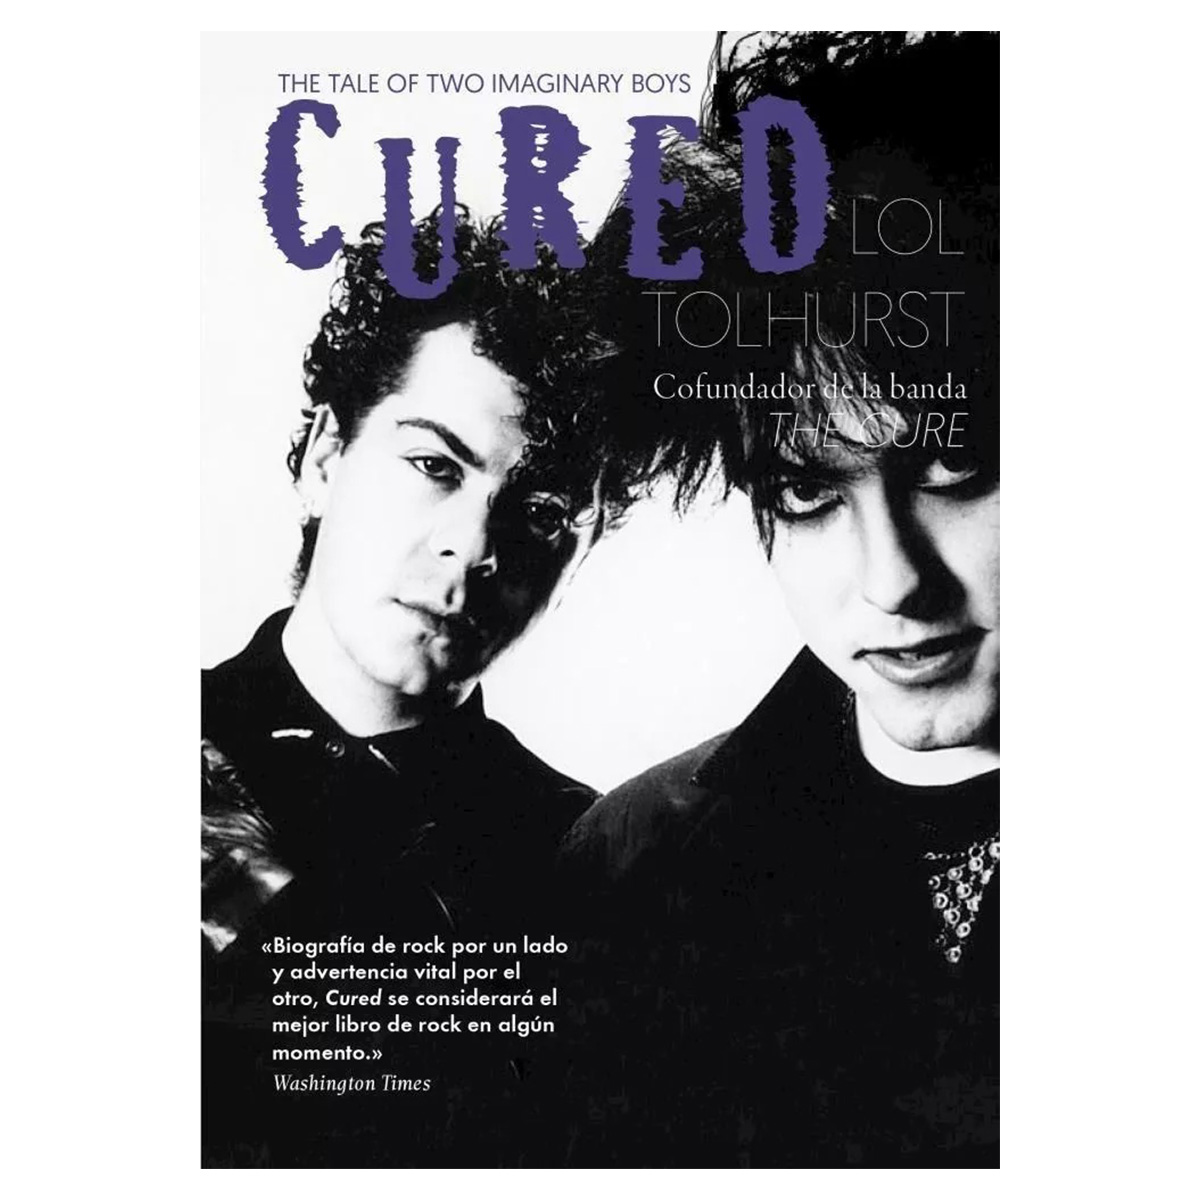 THE TALE OF TWO IMAGINARY BOYS
CURED
LOL
TOLHURST
Cofundador de la banda
THE CURE
«Biografía de rock por un lado
y advertencia vital por el
otro, Cured se considerará el
mejor libro de rock en algún
momento.»
Washington Times